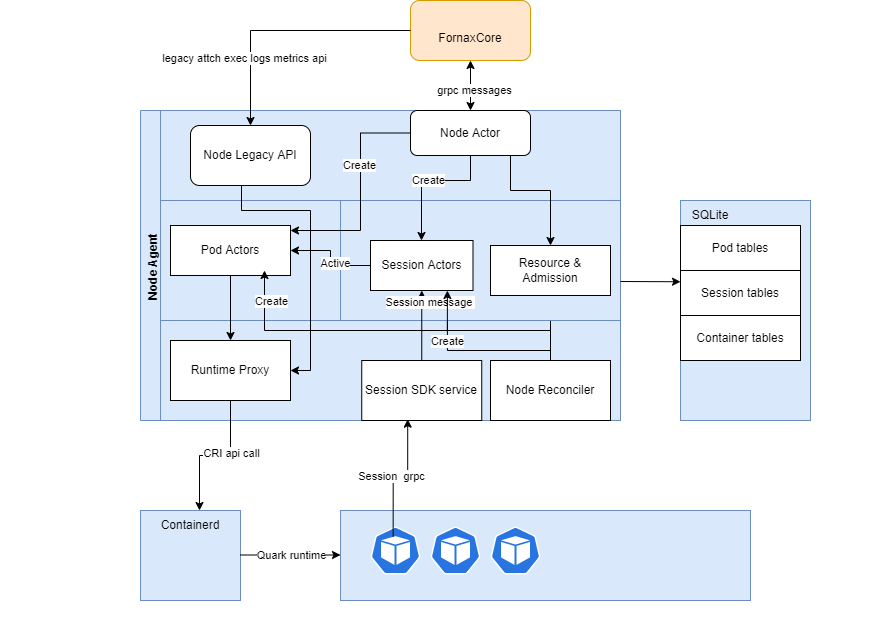 FornaxCore
legacy attch exec logs metrics api
grpc messages
Node Actor
Node Legacy API
Create
Create
SQLite
Node Agent
Pod Actors
Active
Session Actors
Resource &
Admission
Pod tables
Session tables
Container tables
Create
Session message
Create
Runtime Proxy
Session SDK service
Node Reconciler
CRI api call
Session grpc
Containerd
Quark runtime